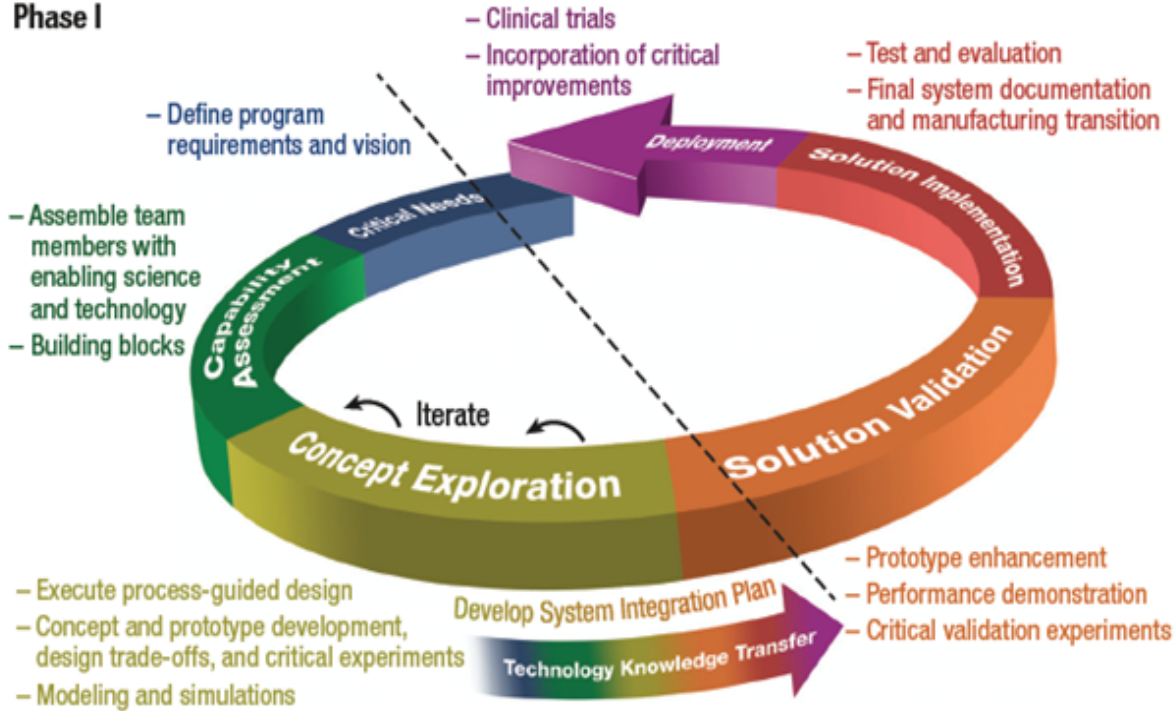 Phase I
– Clinical trials
– Incorporation of critical
improvements
– Test and evaluation
– Final system documentation
and manufacturing transition
– Define program
requirements and vision
– Assemble team
members with
enabling science
and technology
– Building blocks
Deployment
Solution Implementation
Critical Needs
Capability
Assessment
Iterate
Concept Exploration
Solution Validation
– Execute process-guided design
– Concept and prototype development,
design trade-offs, and critical experiments
– Modeling and simulations
Develop System Integration Plan
Technology Knowledge Transfer
– Prototype enhancement
– Performance demonstration
– Critical validation experiments